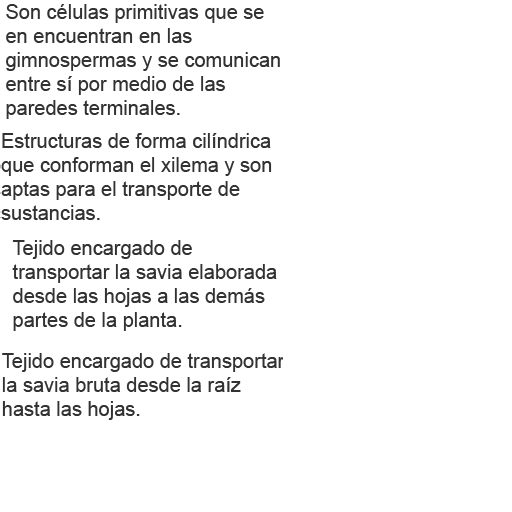 Son células primitivas que se
en encuentran en las
gimnospermas y se comunican
entre sí por medio de las
paredes terminales.
Estructuras de forma cilíndrica
que conforman el xilema y son
aptas para el transporte de
sustancias.
Tejido encargado de
transportar la savia elaborada
desde las hojas a las demás
partes de la planta.
Tejido encargado de transportar
la savia bruta desde la raíz
hasta las hojas.